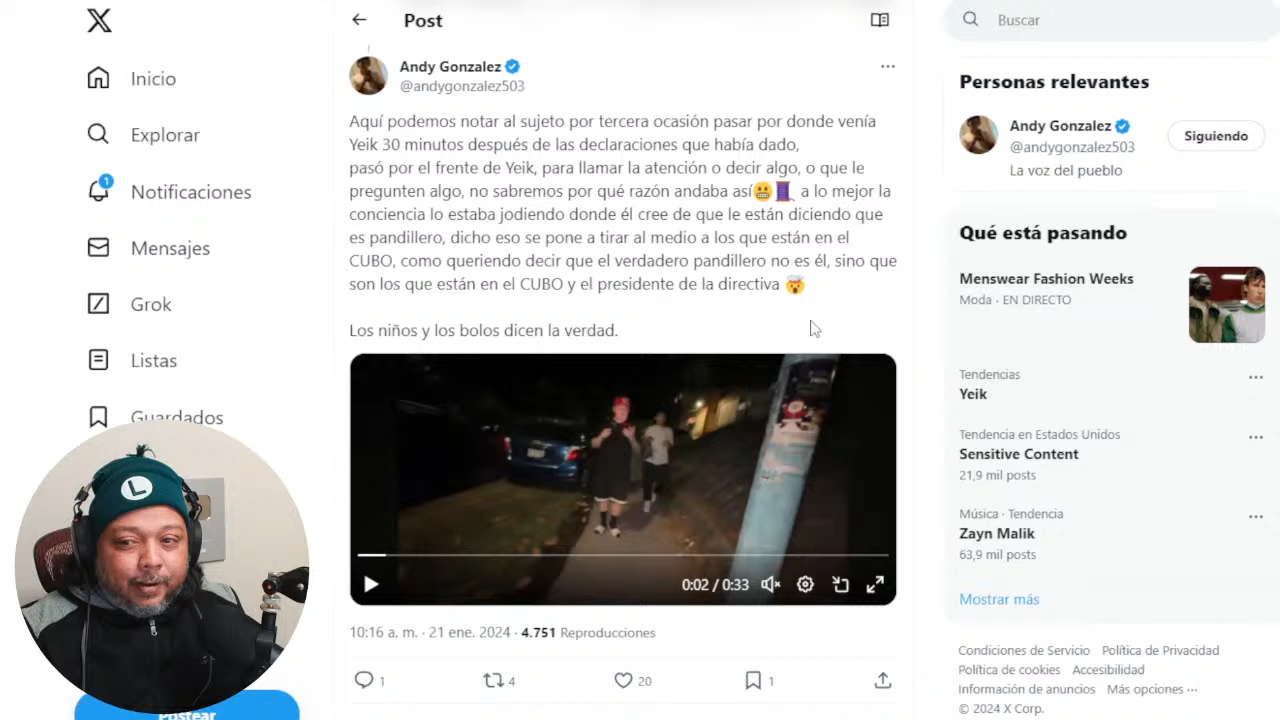 X
Inicio
Explorar
1
Notificaciones
Mensajes
Grok
Listas
Guardados
L
Postear
Post
Andy Gonzalez
@andygonzalez503
Aquí podemos notar al sujeto por tercera ocasión pasar por donde venía
Yeik 30 minutos después de las declaraciones que había dado,
pasó por el frente de Yeik, para llamar la atención o decir algo, o que le
pregunten algo, no sabremos por qué razón andaba así😬🧵 a lo mejor la
conciencia lo estaba jodiendo donde él cree de que le están diciendo que
es pandillero, dicho eso se pone a tirar al medio a los que están en el
CUBO, como queriendo decir que el verdadero pandillero no es él, sino que
son los que están en el CUBO y el presidente de la directiva 🤯
Los niños y los bolos dicen la verdad.
0:02 / 0:33
10:16 a. m. · 21 ene. 2024 · 4.751 Reproducciones
1
4
20
1
Buscar
Personas relevantes
Andy Gonzalez
@andygonzalez503
Siguiendo
La voz del pueblo
Qué está pasando
Menswear Fashion Weeks
Moda · EN DIRECTO
Tendencias
Yeik
Tendencia en Estados Unidos
Sensitive Content
21,9 mil posts
Música · Tendencia
Zayn Malik
63,9 mil posts
Mostrar más
Condiciones de Servicio Política de Privacidad
Política de cookies Accesibilidad
Información de anuncios Más opciones ···
© 2024 X Corp.